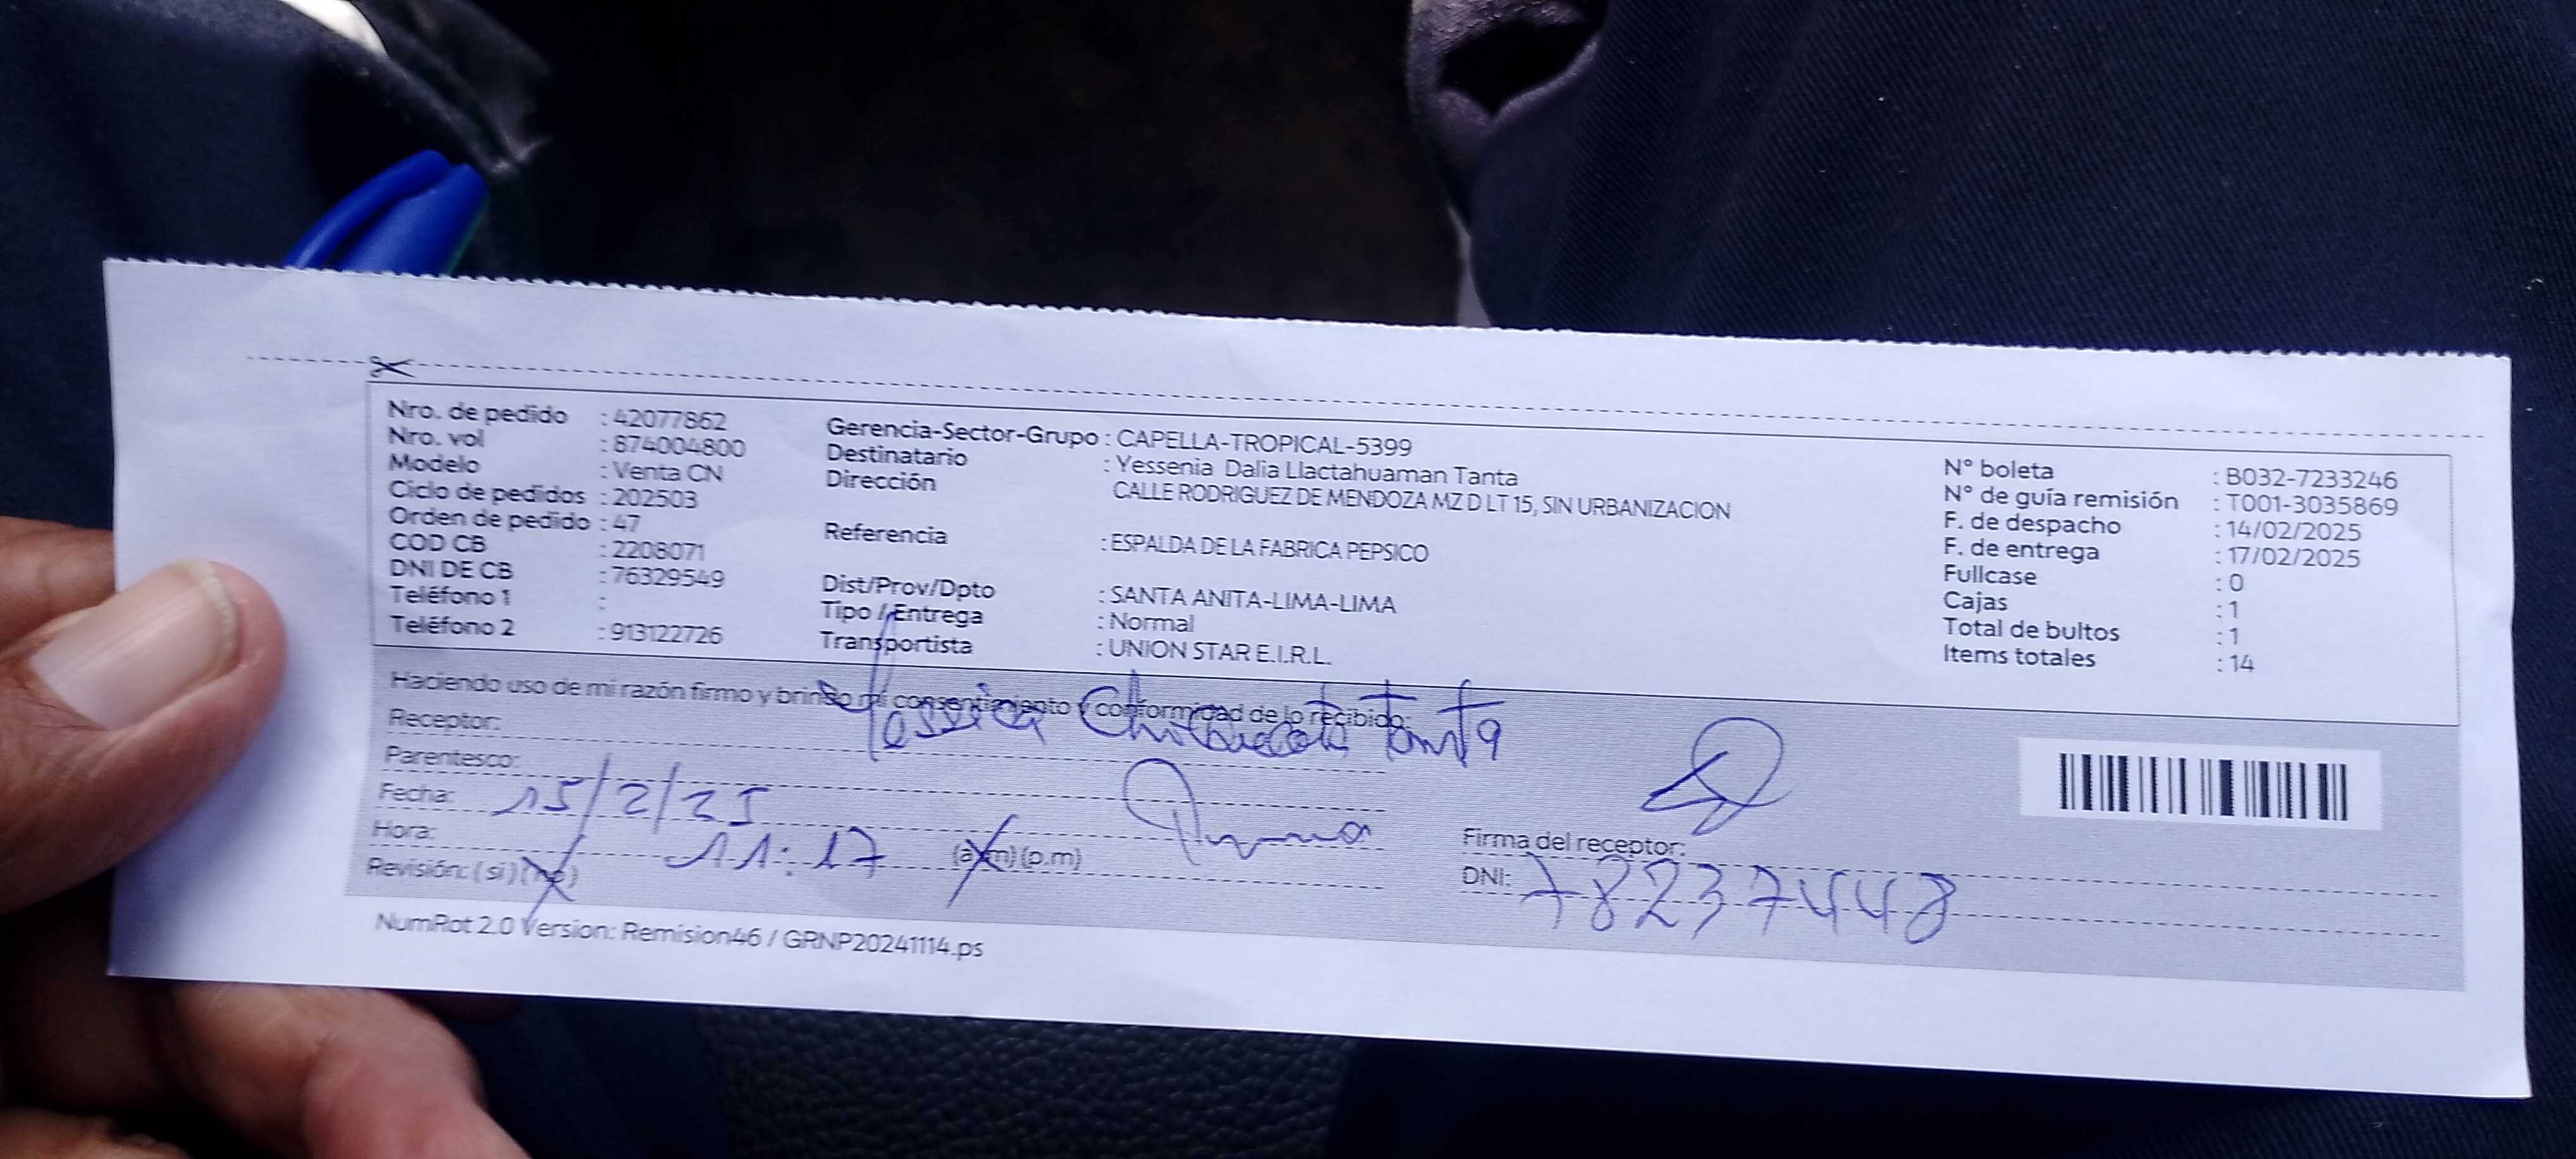 Nro. de pedido : 42077862
Nro. vol : 874004800
Modelo : Venta CN
Ciclo de pedidos : 202503
Orden de pedido : 47
COD CB : 2208071
DNI DE CB : 76329549
Teléfono 1 :
Teléfono 2 : 913122726
Gerencia-Sector-Grupo : CAPELLA-TROPICAL-5399
Destinatario : Yessenia Dalia Llactahuaman Tanta
Dirección CALLE RODRIGUEZ DE MENDOZA MZ D LT 15, SIN URBANIZACION
Referencia : ESPALDA DE LA FABRICA PEPSICO
Dist/Prov/Dpto : SANTA ANITA-LIMA-LIMA
Tipo / Entrega : Normal
Transportista : UNION STAR E.I.R.L.
N° boleta : B032-7233246
N° de guía remisión : T001-3035869
F. de despacho : 14/02/2025
F. de entrega : 17/02/2025
Fullcase : 0
Cajas : 1
Total de bultos : 1
Items totales : 14
Haciendo uso de mi razón firmo y brindo mi consentimiento y conformidad de lo recibido:
Receptor: Yessica Tanta
Parentesco:
Fecha: 15/2/25
Hora: 11:17 (a.m) (p.m)
Revisión: (si) (no)
Firma del receptor:
DNI: 78237448
NumRot 2.0 Version: Remision46 / GRNP20241114.ps